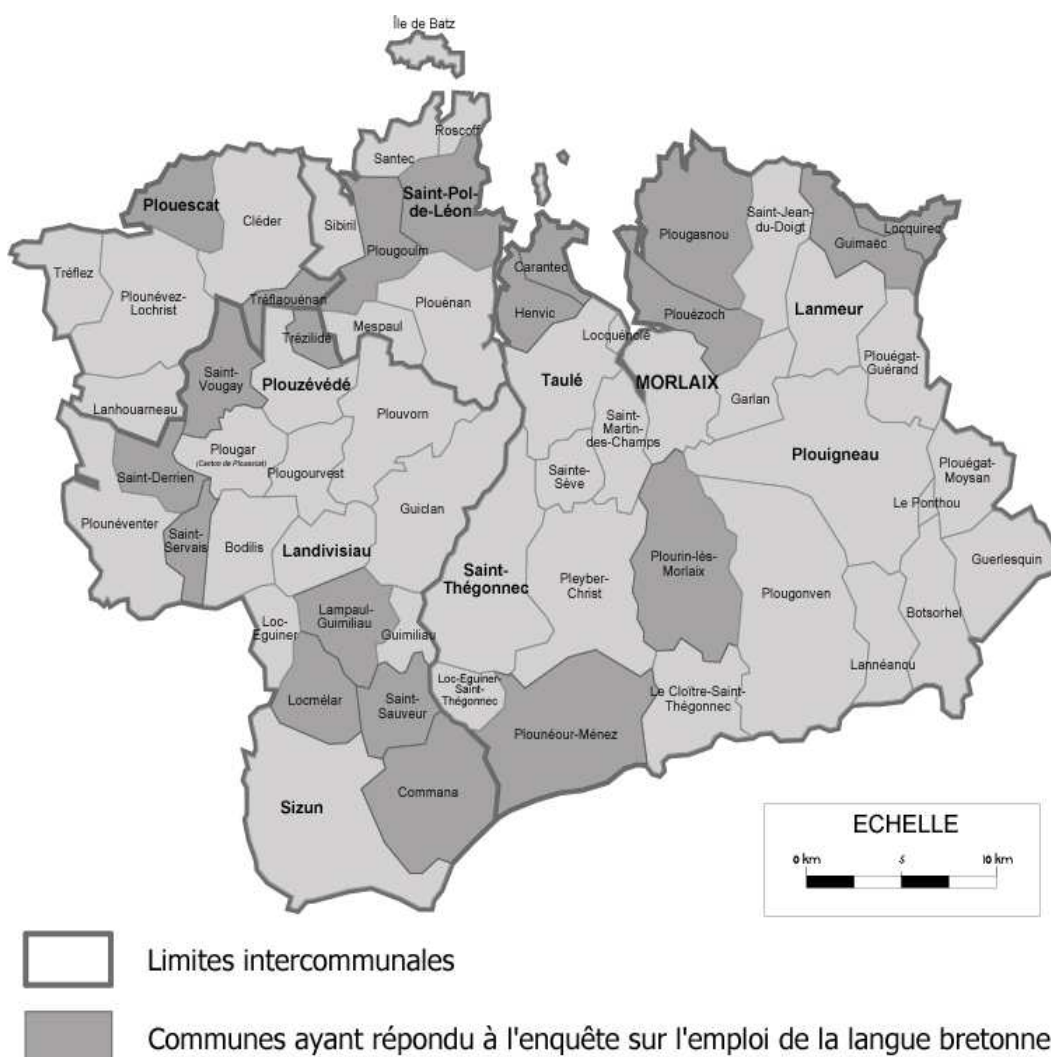 Île de Batz
Roscoff
Santec
Saint-Pol-
de-Léon
Plouescat
Cléder
Sibiril
Plougoulm
Plougasnou
Saint-Jean-
du-Doigt
Guimaëc
Locquirec
Tréflez
Plounévez-
Lochrist
Tréflaouénan
Plouénan
Carantec
Henvic
Plouézoch
Lanmeur
Trézilidé
Mespaul
Locquénolé
Plouégat-
Guérand
Saint-
Vougay
Plouzévédé
Taulé
MORLAIX
Garlan
Lanhouarneau
Plouvorn
Saint-
Martin-
des-Champs
Plougar
(Canton de Plouescat)
Plougourvest
Plouigneau
Plouégat-
Moysan
Saint-Derrien
Sainte-
Sève
Le Ponthou
Plounéventer
Guiclan
Saint-
Servais
Bodilis
Landivisiau
Saint-
Thégonnec
Pleyber-
Christ
Plourin-lès-
Morlaix
Plougonven
Guerlesquin
Botsorhel
Loc-
Eguiner
Lampaul-
Guimiliau
Guimiliau
Lannéanou
Loc-Eguiner-
Saint-
Thégonnec
Le Cloître-Saint-
Thégonnec
Locmélar
Saint-
Sauveur
Plounéour-Ménez
Commana
Sizun
ECHELLE
0 km 5 10 km
Limites intercommunales
Communes ayant répondu à l'enquête sur l'emploi de la langue bretonne